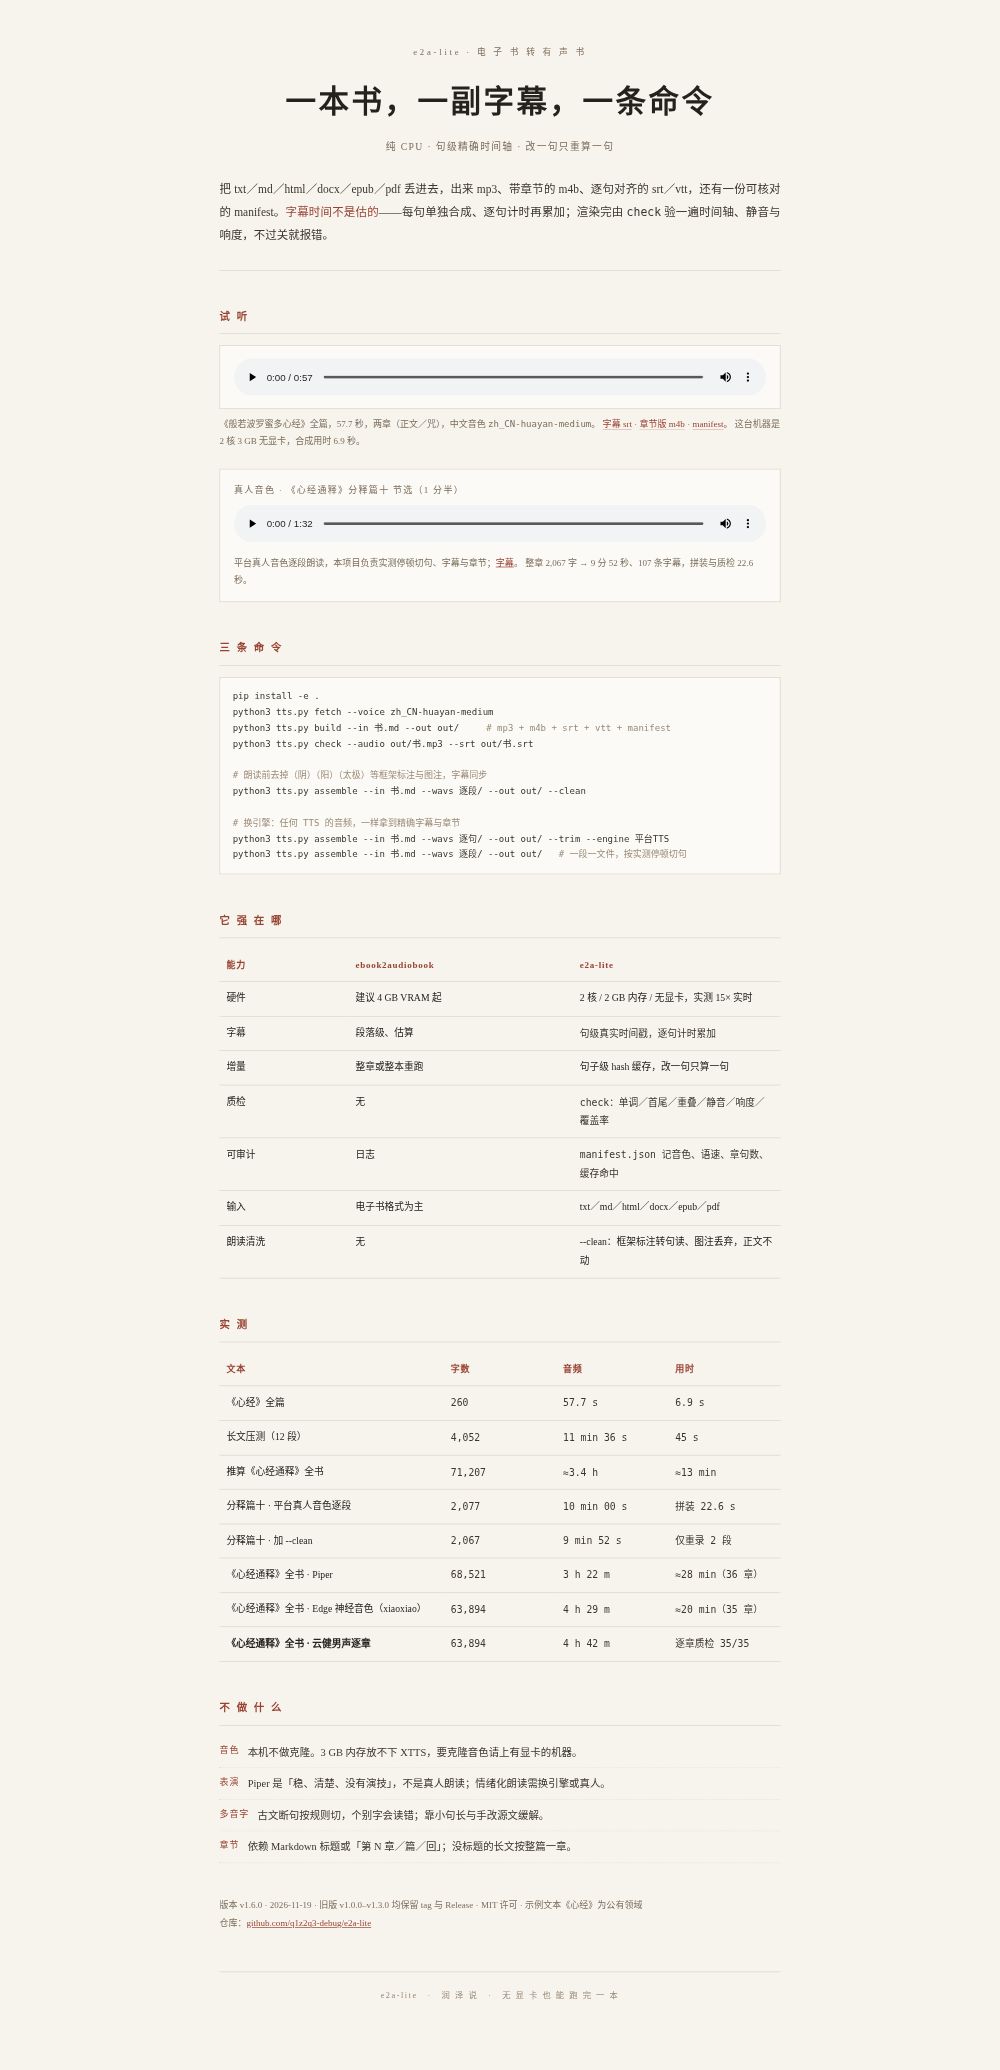 e2a-lite · 电子书转有声书
一本书，一副字幕，一条命令
纯 CPU · 句级精确时间轴 · 改一句只重算一句
把 txt／md／html／docx／epub／pdf 丢进去，出来 mp3、带章节的 m4b、逐句对齐的 srt／vtt，还有一份可核对
的 manifest。字幕时间不是估的——每句单独合成、逐句计时再累加；渲染完由 check 验一遍时间轴、静音与
响度，不过关就报错。
试听
0:00 / 0:57
《般若波罗蜜多心经》全篇，57.7 秒，两章（正文／咒），中文音色 zh_CN-huayan-medium。 字幕 srt · 章节版 m4b · manifest。 这台机器是
2 核 3 GB 无显卡，合成用时 6.9 秒。
真人音色 · 《心经通释》分释篇十 节选（1 分半）
0:00 / 1:32
平台真人音色逐段朗读，本项目负责实测停顿切句、字幕与章节；字幕。 整章 2,067 字 → 9 分 52 秒、107 条字幕，拼装与质检 22.6
秒。
三条命令
pip install -e .
python3 tts.py fetch --voice zh_CN-huayan-medium
python3 tts.py build --in 书.md --out out/     # mp3 + m4b + srt + vtt + manifest
python3 tts.py check --audio out/书.mp3 --srt out/书.srt
# 朗读前去掉（阴）（阳）（太极）等框架标注与图注，字幕同步
python3 tts.py assemble --in 书.md --wavs 逐段/ --out out/ --clean
# 换引擎：任何 TTS 的音频，一样拿到精确字幕与章节
python3 tts.py assemble --in 书.md --wavs 逐句/ --out out/ --trim --engine 平台TTS
python3 tts.py assemble --in 书.md --wavs 逐段/ --out out/   # 一段一文件，按实测停顿切句
它强在哪
能力 ebook2audiobook e2a-lite
硬件 建议 4 GB VRAM 起 2 核 / 2 GB 内存 / 无显卡，实测 15× 实时
字幕 段落级、估算 句级真实时间戳，逐句计时累加
增量 整章或整本重跑 句子级 hash 缓存，改一句只算一句
质检 无 check：单调／首尾／重叠／静音／响度／
覆盖率
可审计 日志 manifest.json 记音色、语速、章句数、
缓存命中
输入 电子书格式为主 txt／md／html／docx／epub／pdf
朗读清洗 无 --clean：框架标注转句读、图注丢弃，正文不
动
实测
文本 字数 音频 用时
《心经》全篇 260 57.7 s 6.9 s
长文压测（12 段） 4,052 11 min 36 s 45 s
推算《心经通释》全书 71,207 ≈3.4 h ≈13 min
分释篇十 · 平台真人音色逐段 2,077 10 min 00 s 拼装 22.6 s
分释篇十 · 加 --clean 2,067 9 min 52 s 仅重录 2 段
《心经通释》全书 · Piper 68,521 3 h 22 m ≈28 min（36 章）
《心经通释》全书 · Edge 神经音色（xiaoxiao） 63,894 4 h 29 m ≈20 min（35 章）
《心经通释》全书 · 云健男声逐章 63,894 4 h 42 m 逐章质检 35/35
不做什么
音色 本机不做克隆。3 GB 内存放不下 XTTS，要克隆音色请上有显卡的机器。
表演 Piper 是「稳、清楚、没有演技」，不是真人朗读；情绪化朗读需换引擎或真人。
多音字 古文断句按规则切，个别字会读错；靠小句长与手改源文缓解。
章节 依赖 Markdown 标题或「第 N 章／篇／回」；没标题的长文按整篇一章。
版本 v1.6.0 · 2026-11-19 · 旧版 v1.0.0–v1.3.0 均保留 tag 与 Release · MIT 许可 · 示例文本《心经》为公有领域
仓库：github.com/q1z2q3-debug/e2a-lite
e2a-lite · 润泽说 · 无显卡也能跑完一本